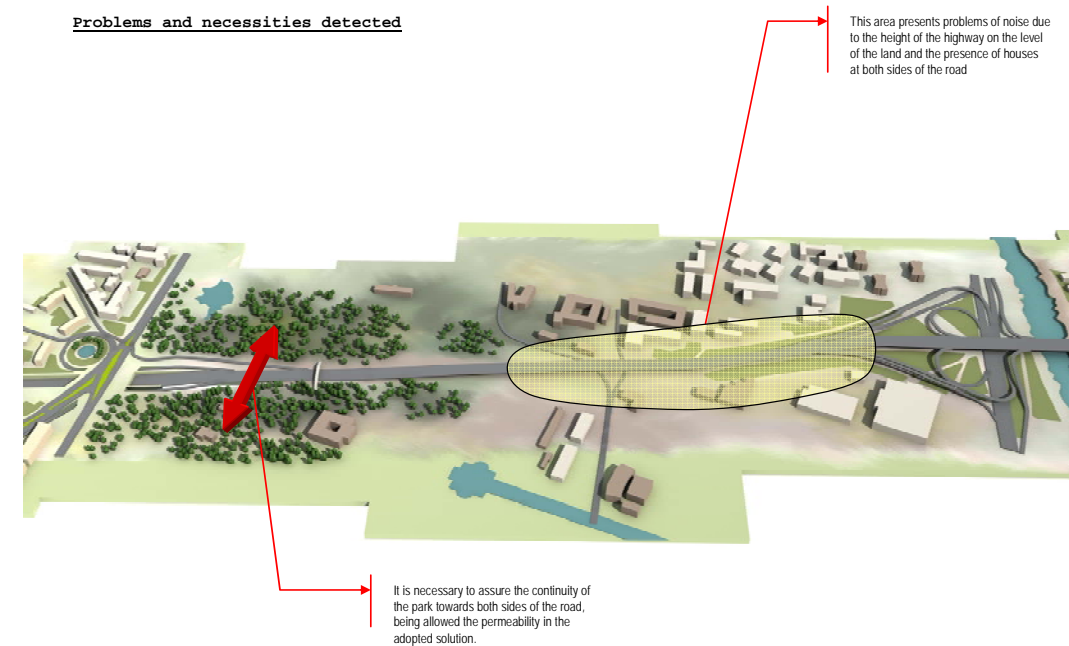 Problems and necessities detected
This area presents problems of noise due
to the height of the highway on the level
of the land and the presence of houses
at both sides of the road
It is necessary to assure the continuity of
the park towards both sides of the road,
being allowed the permeability in the
adopted solution.